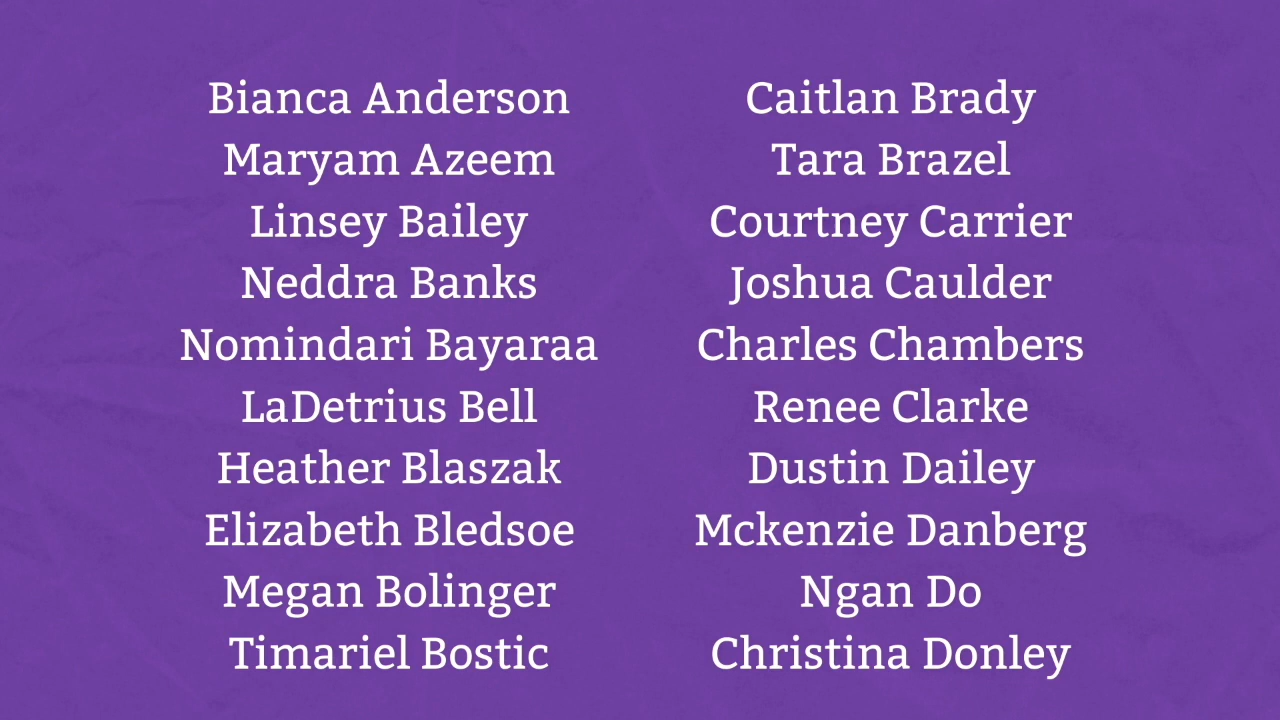 Bianca Anderson
Maryam Azeem
Linsey Bailey
Neddra Banks
Nomindari Bayaraa
LaDetrius Bell
Heather Blaszak
Elizabeth Bledsoe
Megan Bolinger
Timariel Bostic
Caitlan Brady
Tara Brazel
Courtney Carrier
Joshua Caulder
Charles Chambers
Renee Clarke
Dustin Dailey
Mckenzie Danberg
Ngan Do
Christina Donley